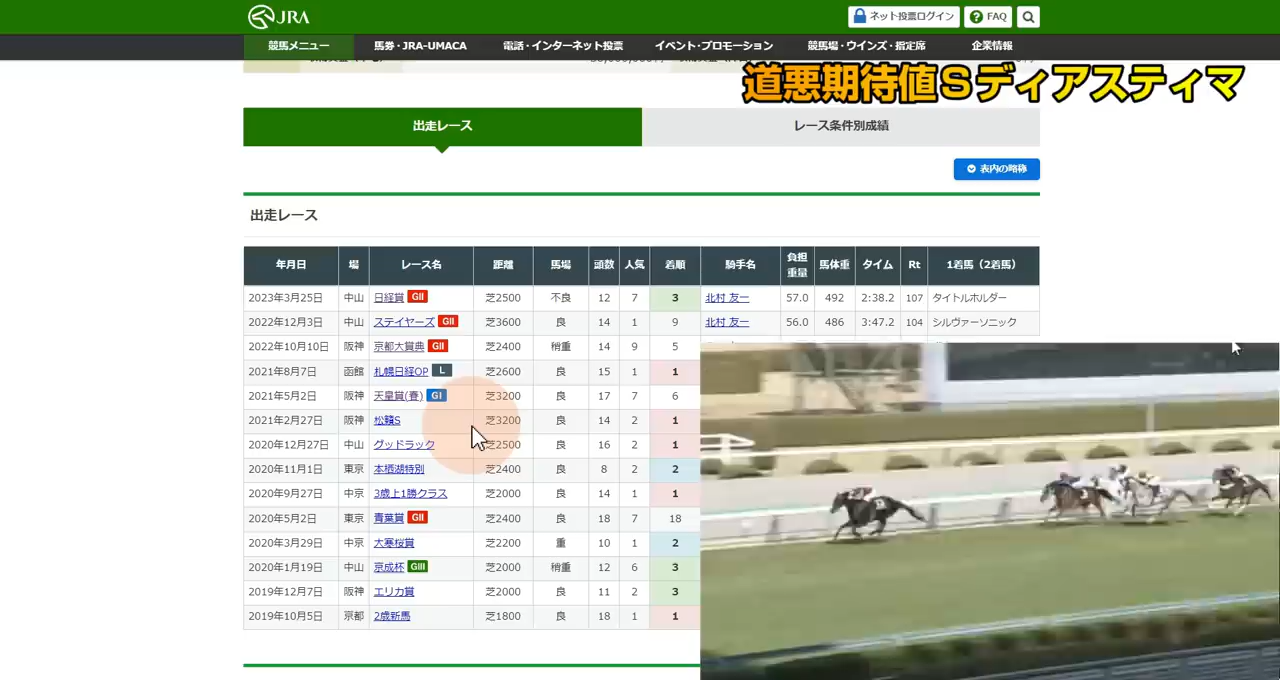 JRA
ネット投票ログイン FAQ
競馬メニュー 馬券・JRA-UMACA 電話・インターネット投票 イベント・プロモーション 競馬場・ウインズ・指定席 企業情報
道悪期待値Sディアスティマ
出走レース レース条件別成績
表内の略称
出走レース
年月日 場 レース名 距離 馬場 頭数 人気 着順 騎手名 負担重量 馬体重 タイム Rt 1着馬（2着馬）
2023年3月25日 中山 日経賞 GII 芝2500 不良 12 7 3 北村 友一 57.0 492 2:38.2 107 タイトルホルダー
2022年12月3日 中山 ステイヤーズ GII 芝3600 良 14 1 9 北村 友一 56.0 486 3:47.2 104 シルヴァーソニック
2022年10月10日 阪神 京都大賞典 GII 芝2400 稍重 14 9 5
2021年8月7日 函館 札幌日経OP L 芝2600 良 15 1 1
2021年5月2日 阪神 天皇賞(春) GI 芝3200 良 17 7 6
2021年2月27日 阪神 松籟S 芝3200 良 14 2 1
2020年12月27日 中山 グッドラック 芝2500 良 16 2 1
2020年11月1日 東京 本栖湖特別 芝2400 良 8 2 2
2020年9月27日 中京 3歳上1勝クラス 芝2000 良 14 1 1
2020年5月2日 東京 青葉賞 GII 芝2400 良 18 7 18
2020年3月29日 中京 大寒桜賞 芝2200 重 10 1 2
2020年1月19日 中山 京成杯 GIII 芝2000 稍重 12 6 3
2019年12月7日 阪神 エリカ賞 芝2000 良 11 2 3
2019年10月5日 京都 2歳新馬 芝1800 良 18 1 1